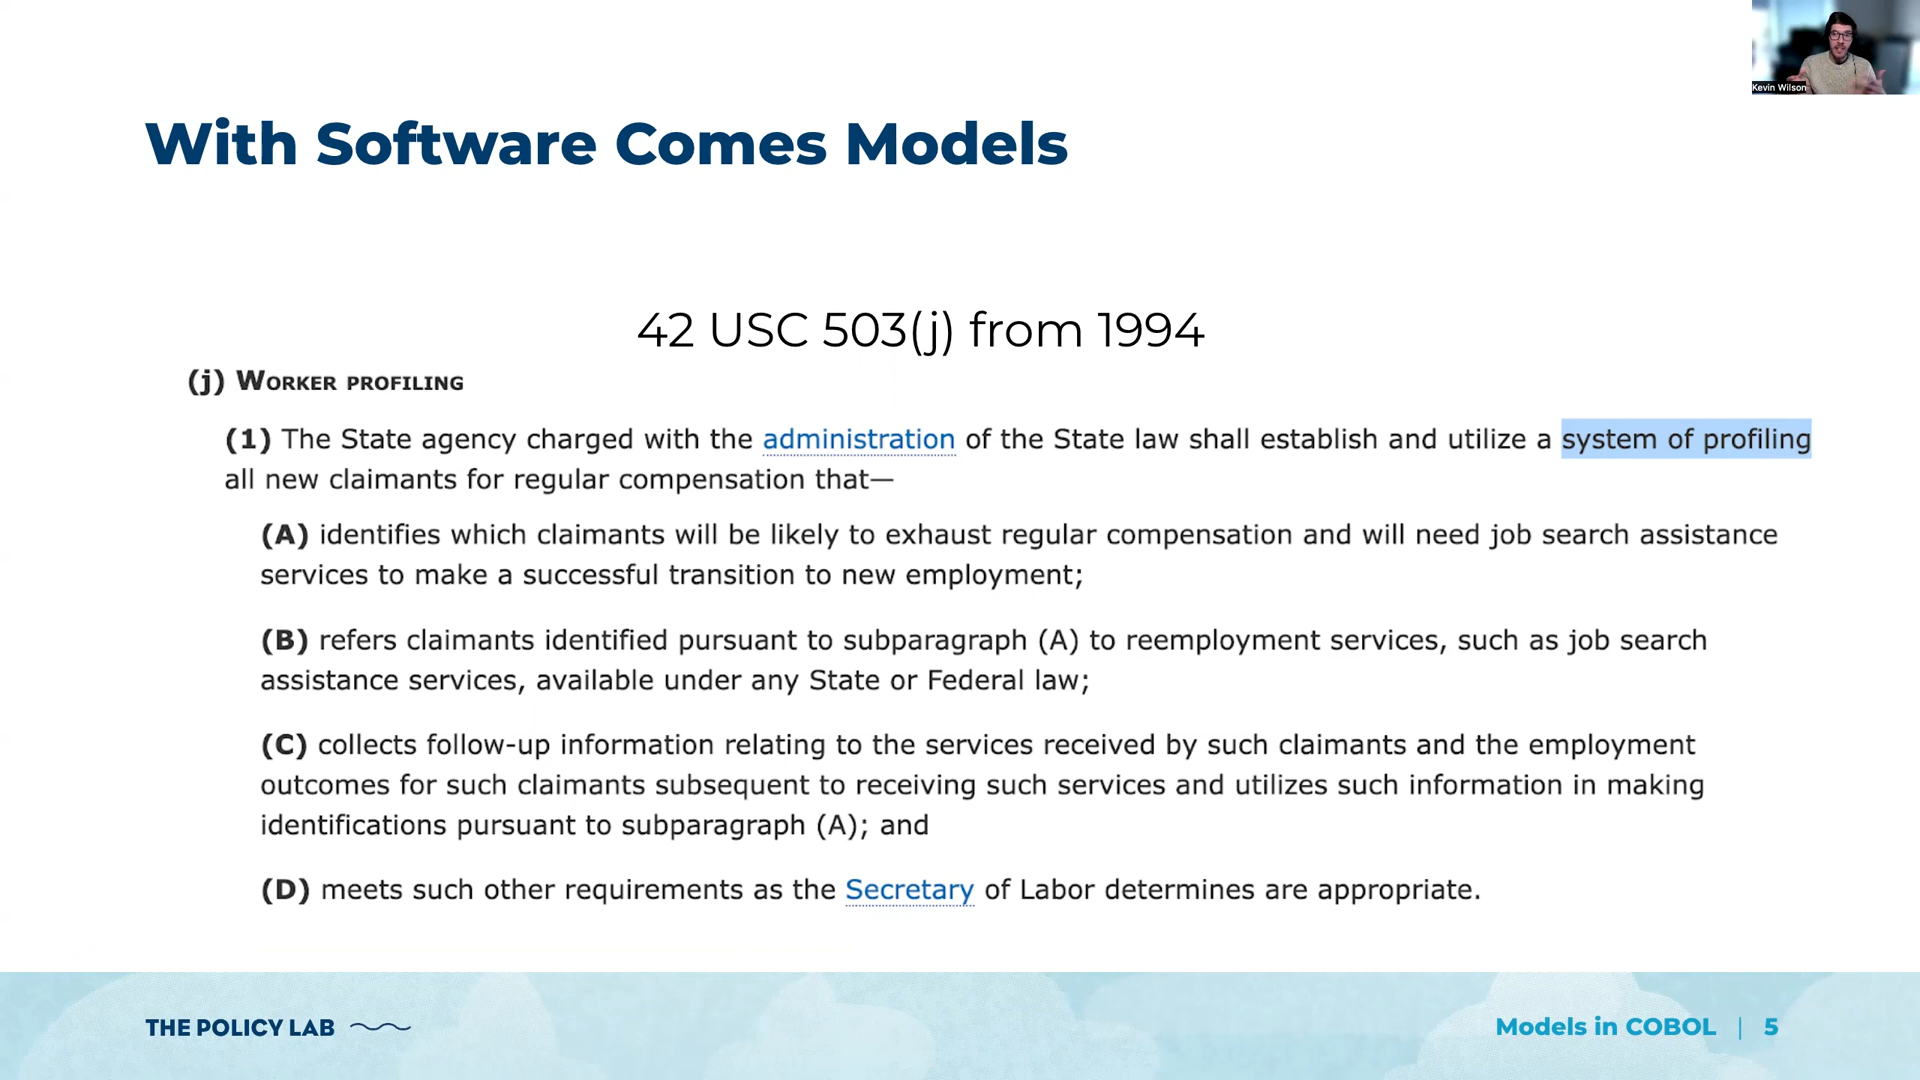 Kevin Wilson
With Software Comes Models
42 USC 503(j) from 1994
(j) Worker profiling
(1) The State agency charged with the administration of the State law shall establish and utilize a system of profiling
all new claimants for regular compensation that—
(A) identifies which claimants will be likely to exhaust regular compensation and will need job search assistance
services to make a successful transition to new employment;
(B) refers claimants identified pursuant to subparagraph (A) to reemployment services, such as job search
assistance services, available under any State or Federal law;
(C) collects follow-up information relating to the services received by such claimants and the employment
outcomes for such claimants subsequent to receiving such services and utilizes such information in making
identifications pursuant to subparagraph (A); and
(D) meets such other requirements as the Secretary of Labor determines are appropriate.
THE POLICY LAB
Models in COBOL | 5